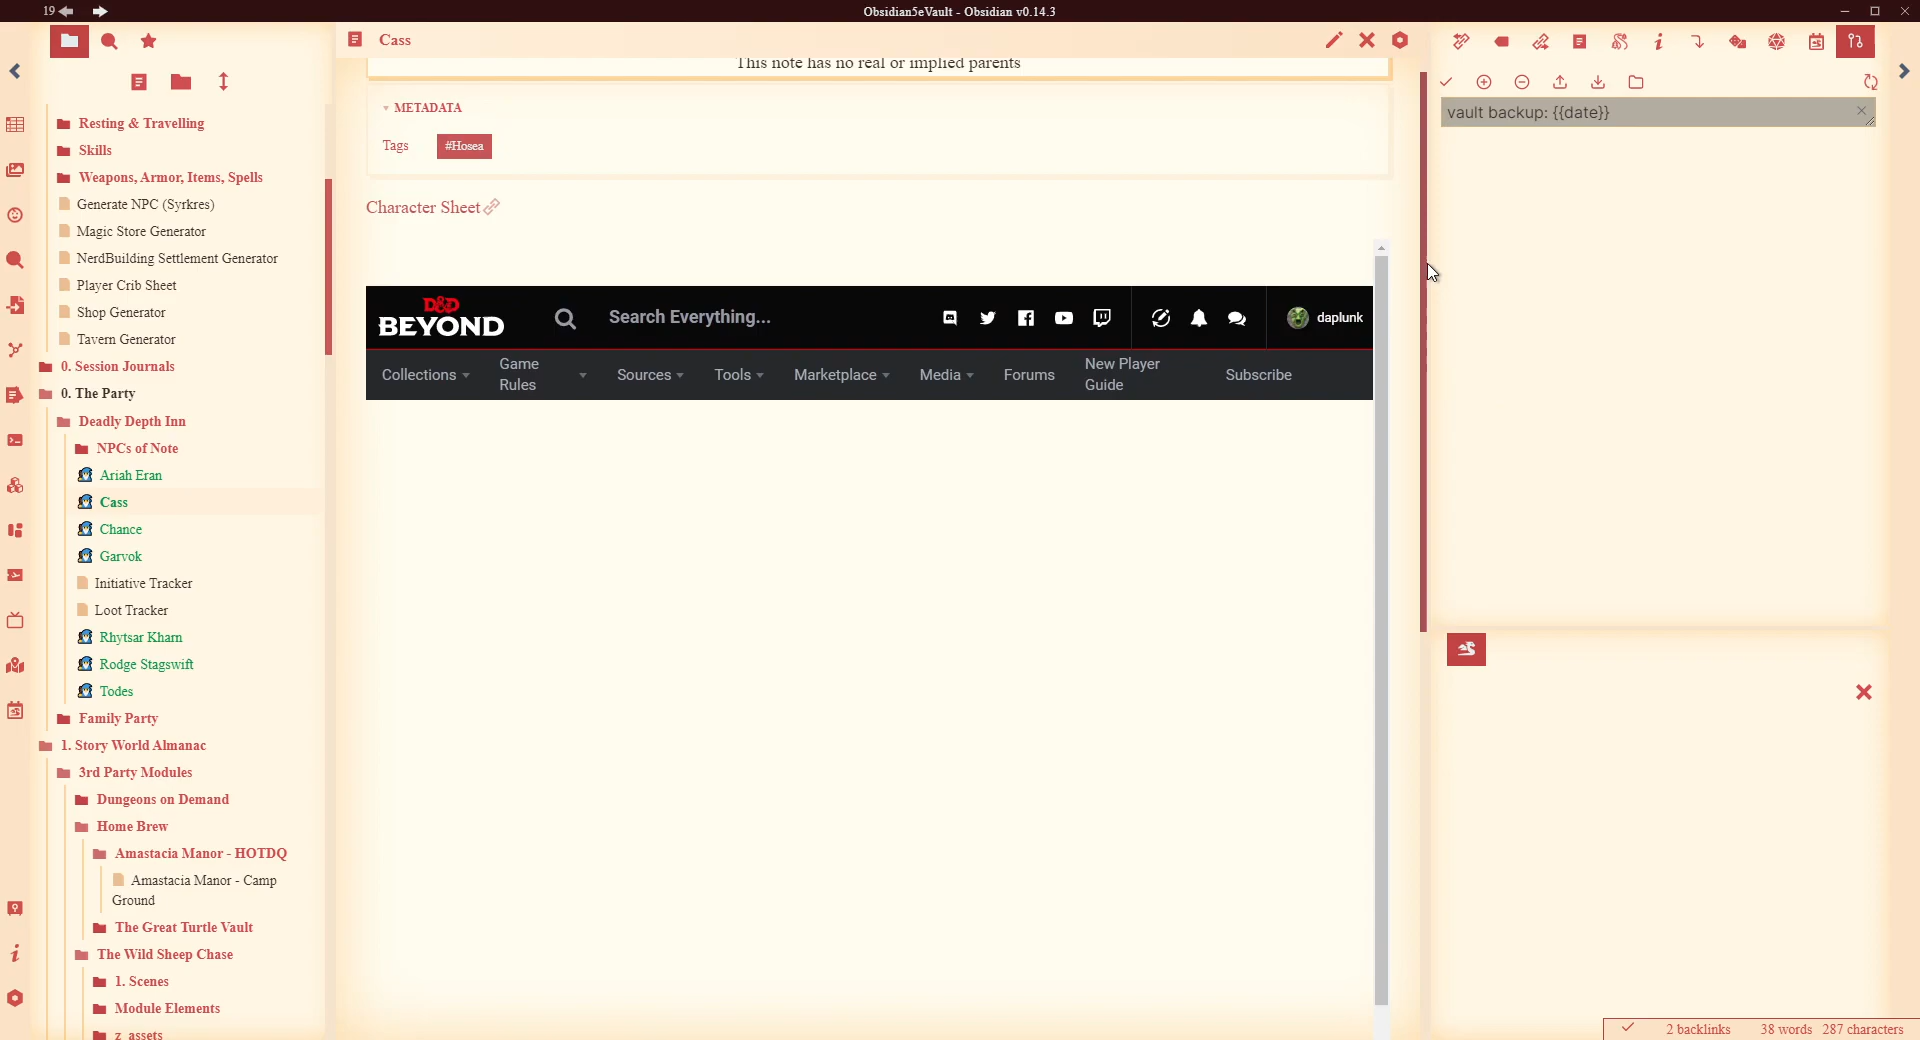 19
Obsidian5eVault - Obsidian v0.14.3
Cass
This note has no real or implied parents
METADATA
Tags
#Hosea
Character Sheet
D&D
BEYOND
Search Everything...
daplunk
Collections
Game
Rules
Sources
Tools
Marketplace
Media
Forums
New Player
Guide
Subscribe
Resting & Travelling
Skills
Weapons, Armor, Items, Spells
Generate NPC (Syrkres)
Magic Store Generator
NerdBuilding Settlement Generator
Player Crib Sheet
Shop Generator
Tavern Generator
0. Session Journals
0. The Party
Deadly Depth Inn
NPCs of Note
Ariah Eran
Cass
Chance
Garvok
Initiative Tracker
Loot Tracker
Rhytsar Kharn
Rodge Stagswift
Todes
Family Party
1. Story World Almanac
3rd Party Modules
Dungeons on Demand
Home Brew
Amastacia Manor - HOTDQ
Amastacia Manor - Camp
Ground
The Great Turtle Vault
The Wild Sheep Chase
1. Scenes
Module Elements
z_assets
vault backup: {{date}}
2 backlinks
38 words
287 characters